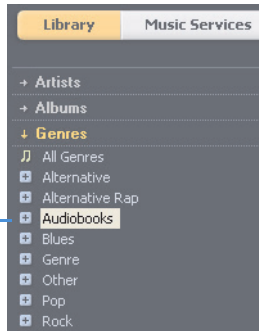 Library Music Services
Artists
Albums
Genres
All Genres
Alternative
Alternative Rap
Audiobooks
Blues
Genre
Other
Pop
Rock